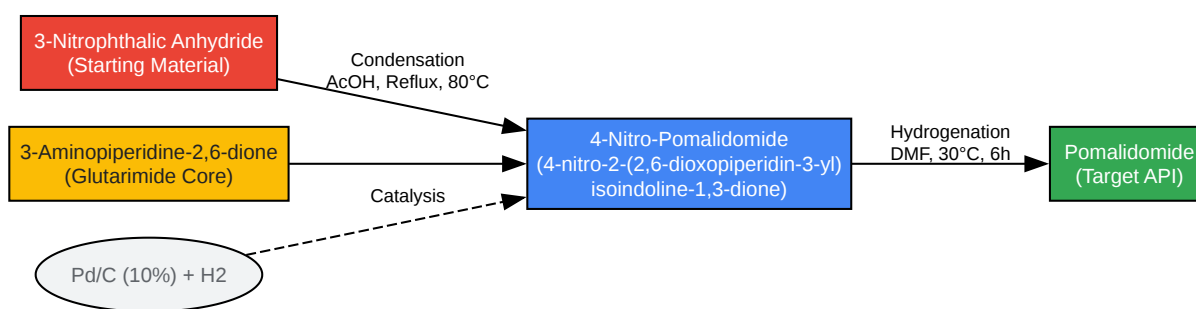 3-Nitrophthalic Anhydride
(Starting Material)
Condensation
AcOH, Reflux, 80°C
3-Aminopiperidine-2,6-dione
(Glutarimide Core)
4-Nitro-Pomalidomide
(4-nitro-2-(2,6-dioxopiperidin-3-yl)
isoindoline-1,3-dione)
Hydrogenation
DMF, 30°C, 6h
Pomalidomide
(Target API)
Catalysis
Pd/C (10%) + H2